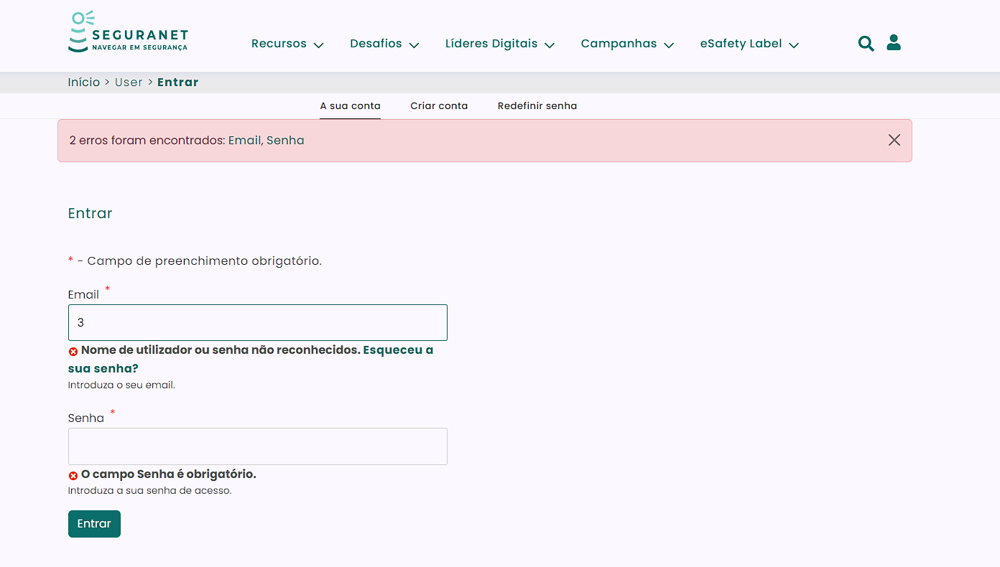 SEGURANET
NAVEGAR EM SEGURANÇA
Recursos
Desafios
Líderes Digitais
Campanhas
eSafety Label
Início > User > Entrar
A sua conta
Criar conta
Redefinir senha
2 erros foram encontrados: Email, Senha
Entrar
* - Campo de preenchimento obrigatório.
Email *
3
Nome de utilizador ou senha não reconhecidos. Esqueceu a
sua senha?
Introduza o seu email.
Senha *
O campo Senha é obrigatório.
Introduza a sua senha de acesso.
Entrar